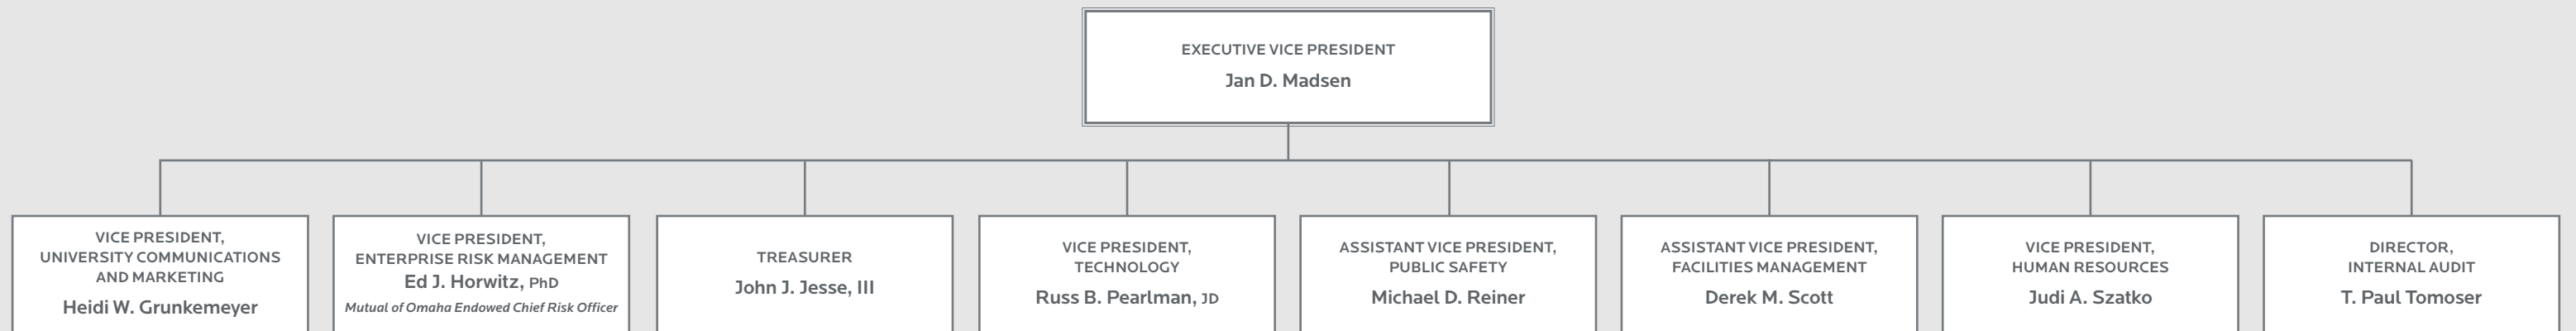 EXECUTIVE VICE PRESIDENT
Jan D. Madsen
VICE PRESIDENT,
UNIVERSITY COMMUNICATIONS
AND MARKETING
Heidi W. Grunkemeyer
VICE PRESIDENT,
ENTERPRISE RISK MANAGEMENT
Ed J. Horwitz, PhD
Mutual of Omaha Endowed Chief Risk Officer
TREASURER
John J. Jesse, III
VICE PRESIDENT,
TECHNOLOGY
Russ B. Pearlman, JD
ASSISTANT VICE PRESIDENT,
PUBLIC SAFETY
Michael D. Reiner
ASSISTANT VICE PRESIDENT,
FACILITIES MANAGEMENT
Derek M. Scott
VICE PRESIDENT,
HUMAN RESOURCES
Judi A. Szatko
DIRECTOR,
INTERNAL AUDIT
T. Paul Tomoser